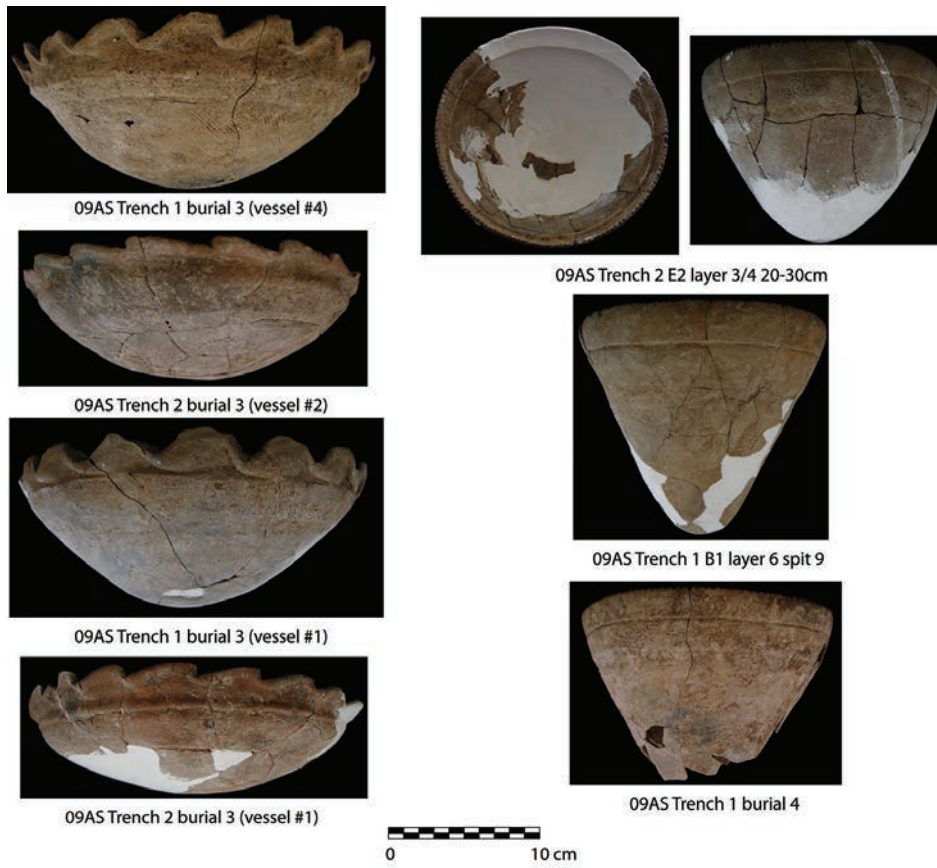 09AS Trench 1 burial 3 (vessel #4)
09AS Trench 2 burial 3 (vessel #2)
09AS Trench 1 burial 3 (vessel #1)
09AS Trench 2 burial 3 (vessel #1)
09AS Trench 2 E2 layer 3/4 20-30cm
09AS Trench 1 B1 layer 6 spit 9
09AS Trench 1 burial 4
0 10 cm